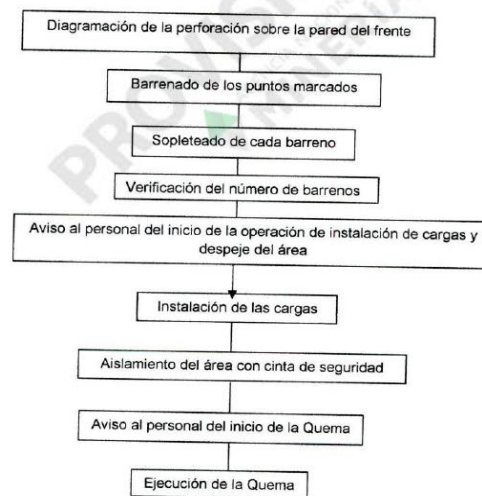 Diagramación de la perforación sobre la pared del frente
Barrenado de los puntos marcados
Sopleteado de cada barreno
Verificación del número de barrenos
Aviso al personal del inicio de la operación de instalación de cargas y
despeje del área
Instalación de las cargas
Aislamiento del área con cinta de seguridad
Aviso al personal del inicio de la Quema
Ejecución de la Quema